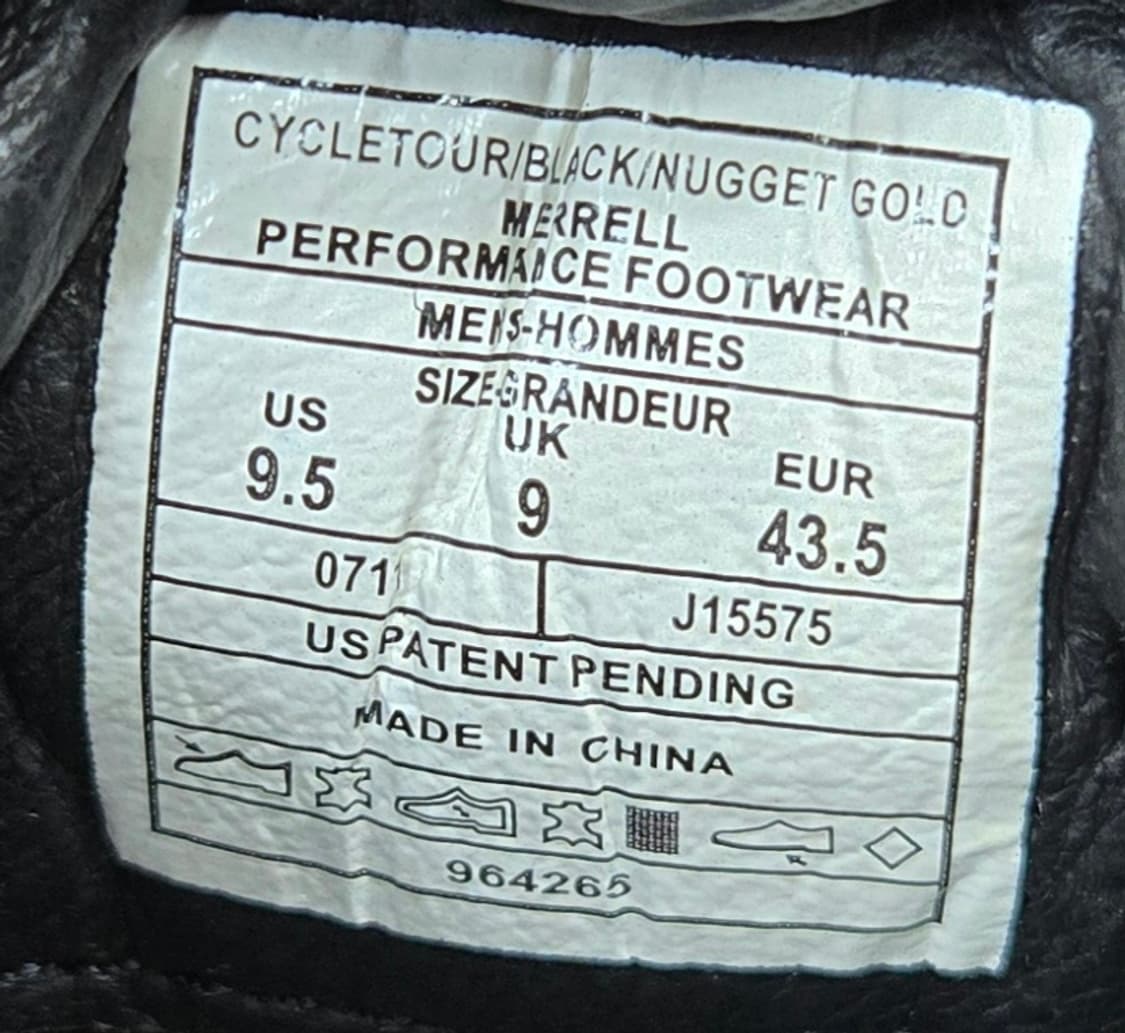 CYCLETOUR/BLACK/NUGGET GOLD
MERRELL
PERFORMANCE FOOTWEAR
MENS-HOMMES
SIZE-GRANDEUR
US UK EUR
9.5 9 43.5
0711 J15575
US PATENT PENDING
MADE IN CHINA
964265